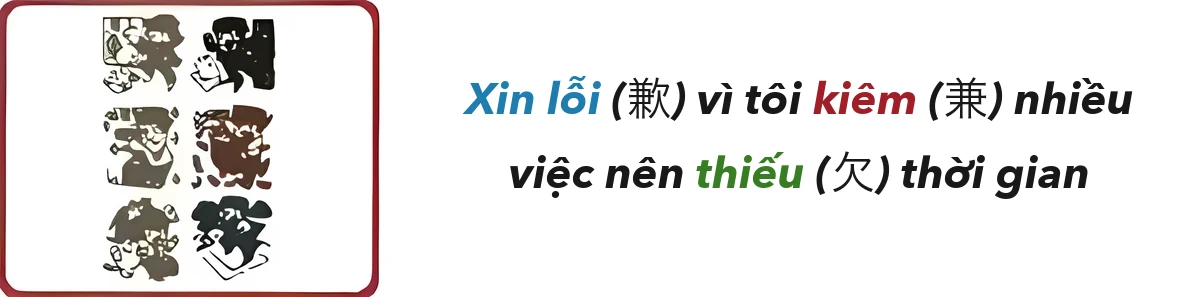 Xin lỗi (歉) vì tôi kiêm (兼) nhiều
việc nên thiếu (欠) thời gian